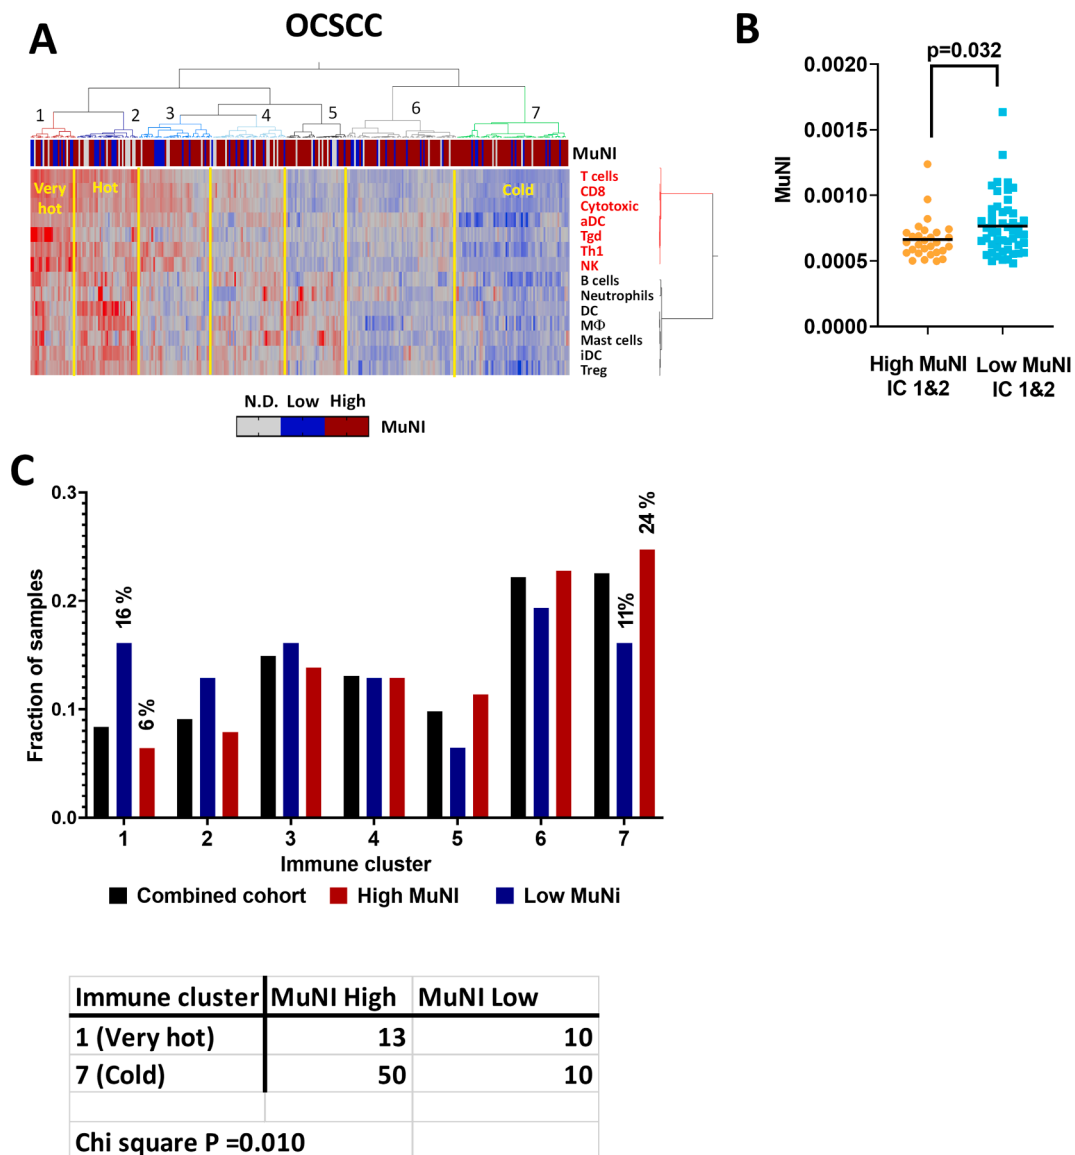 A
OCSCC
1
2
3
4
5
6
7
MuNI
Very
hot
Hot
Cold
T cells
CD8
Cytotoxic
aDC
Tgd
Th1
NK
B cells
Neutrophils
DC
MΦ
Mast cells
iDC
Treg
N.D. Low High
MuNI
B
p=0.032
MuNI
0.0020
0.0015
0.0010
0.0005
0.0000
High MuNI
IC 1&2
Low MuNI
IC 1&2
C
Fraction of samples
0.3
0.2
0.1
0.0
16 %
6 %
11%
24 %
1 2 3 4 5 6 7
Immune cluster
Combined cohort High MuNI Low MuNi
Immune cluster MuNI High MuNI Low
1 (Very hot) 13 10
7 (Cold) 50 10
Chi square P =0.010